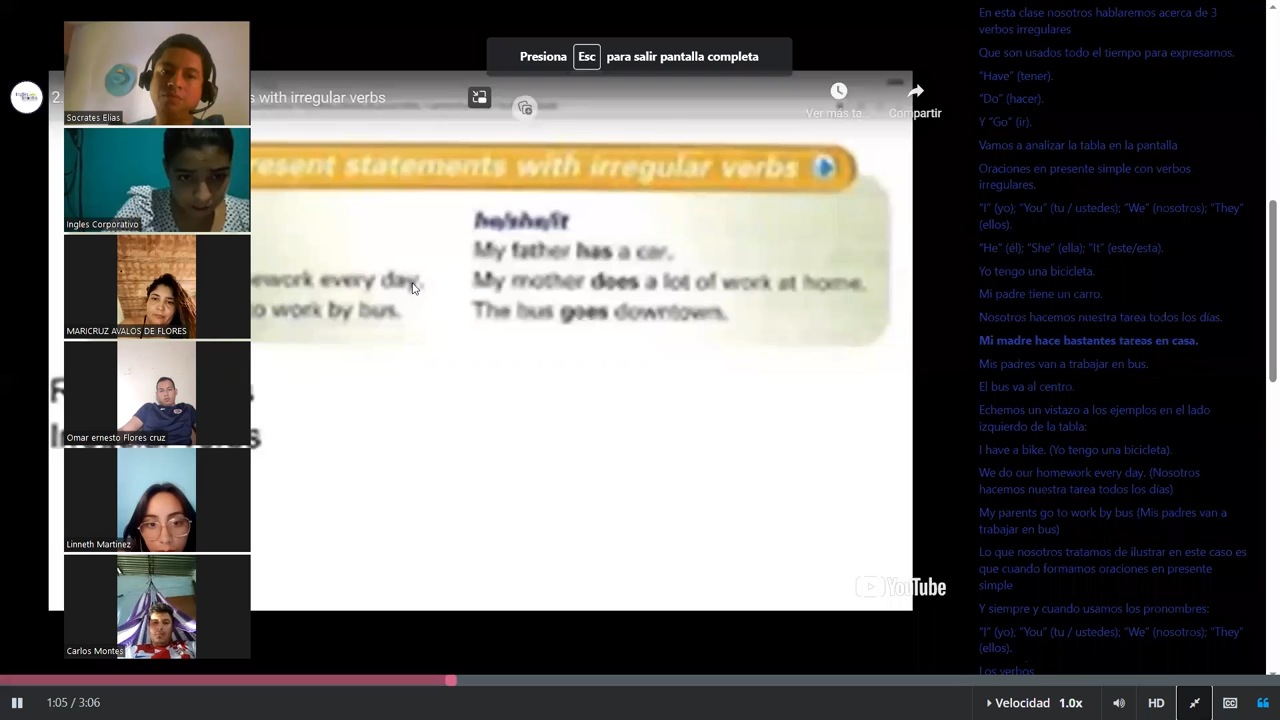 Presiona Esc para salir pantalla completa
2.
s with irregular verbs
Ver más ta...
Compartir
resent statements with irregular verbs
he/she/it
My father has a car.
ework every day.
My mother does a lot of work at home.
to work by bus.
The bus goes downtown.
YouTube
Socrates Elias
Ingles Corporativo
MARICRUZ AVALOS DE FLORES
Omar ernesto Flores cruz
Linneth Martinez
Carlos Montes
En esta clase nosotros hablaremos acerca de 3
verbos irregulares
Que son usados todo el tiempo para expresarnos.
"Have" (tener).
"Do" (hacer).
Y "Go" (ir).
Vamos a analizar la tabla en la pantalla
Oraciones en presente simple con verbos
irregulares.
"I" (yo); "You" (tu / ustedes); "We" (nosotros); "They"
(ellos).
"He" (él); "She" (ella); "It" (este/esta).
Yo tengo una bicicleta.
Mi padre tiene un carro.
Nosotros hacemos nuestra tarea todos los días.
Mi madre hace bastantes tareas en casa.
Mis padres van a trabajar en bus.
El bus va al centro.
Echemos un vistazo a los ejemplos en el lado
izquierdo de la tabla:
I have a bike. (Yo tengo una bicicleta).
We do our homework every day. (Nosotros
hacemos nuestra tarea todos los días)
My parents go to work by bus (Mis padres van a
trabajar en bus)
Lo que nosotros tratamos de ilustrar en este caso es
que cuando formamos oraciones en presente
simple
Y siempre y cuando usamos los pronombres:
"I" (yo); "You" (tu / ustedes); "We" (nosotros); "They"
(ellos).
Los verbos
1:05 / 3:06
Velocidad 1.0x
HD